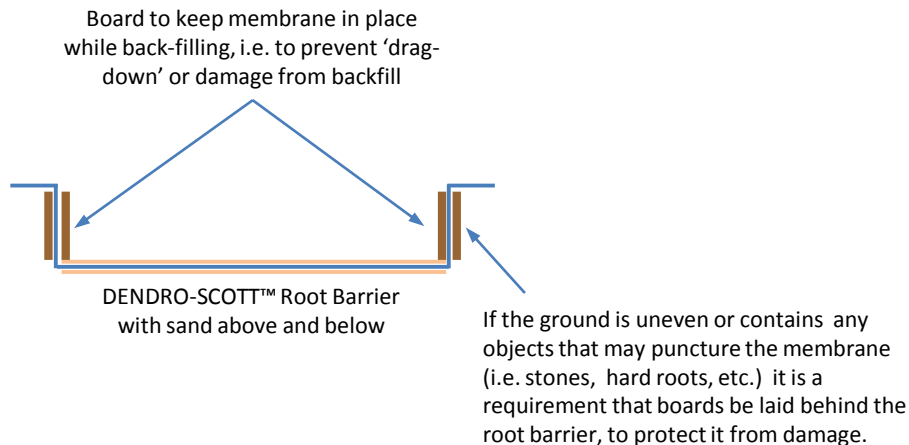 Board to keep membrane in place
while back-filling, i.e. to prevent ‘drag-
down’ or damage from backfill
DENDRO-SCOTT™ Root Barrier
with sand above and below
If the ground is uneven or contains any
objects that may puncture the membrane
(i.e. stones, hard roots, etc.) it is a
requirement that boards be laid behind the
root barrier, to protect it from damage.